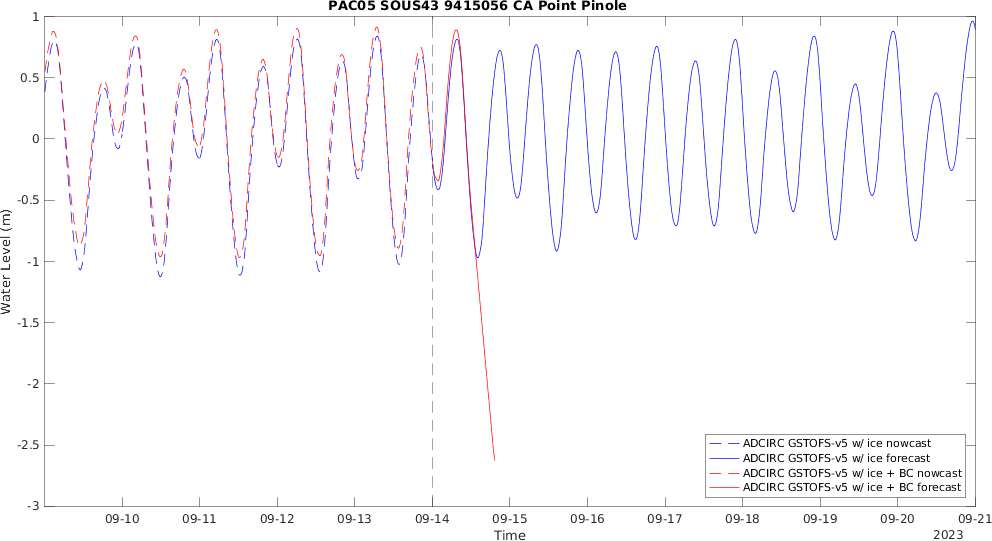 PAC05 SOUS43 9415056 CA Point Pinole
1
0.5
0
-0.5
-1
-1.5
-2
-2.5
-3
Water Level (m)
09-10 09-11 09-12 09-13 09-14 09-15 09-16 09-17 09-18 09-19 09-20 09-21
Time
2023
ADCIRC GSTOFS-v5 w/ ice nowcast
ADCIRC GSTOFS-v5 w/ ice forecast
ADCIRC GSTOFS-v5 w/ ice + BC nowcast
ADCIRC GSTOFS-v5 w/ ice + BC forecast